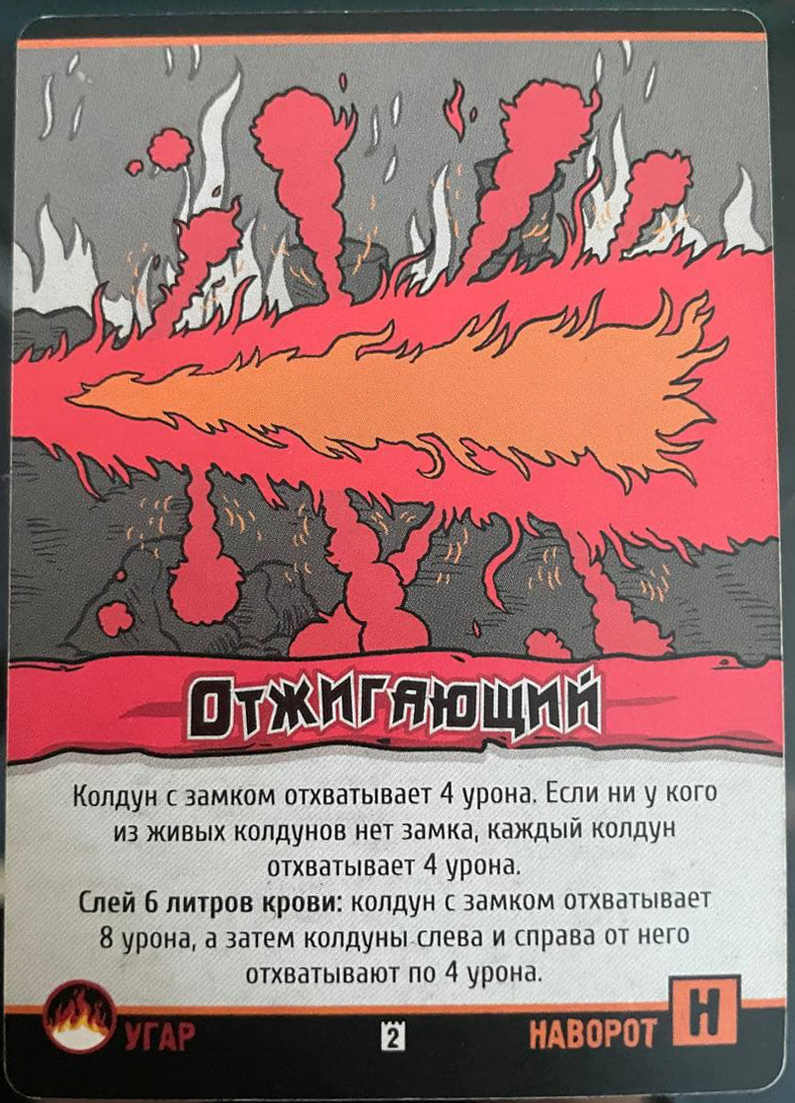 Отжигающий
Колдун с замком отхватывает 4 урона. Если ни у кого
из живых колдунов нет замка, каждый колдун
отхватывает 4 урона.
Слей 6 литров крови: колдун с замком отхватывает
8 урона, а затем колдуны слева и справа от него
отхватывают по 4 урона.
УГАР
2
НАВОРОТ
Н